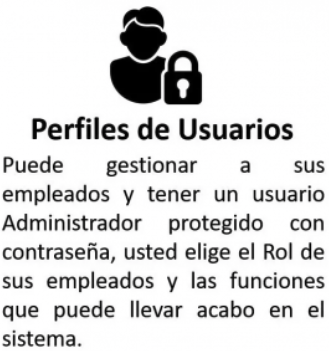 Perfiles de Usuarios
Puede gestionar a sus
empleados y tener un usuario
Administrador protegido con
contraseña, usted elige el Rol de
sus empleados y las funciones
que puede llevar acabo en el
sistema.